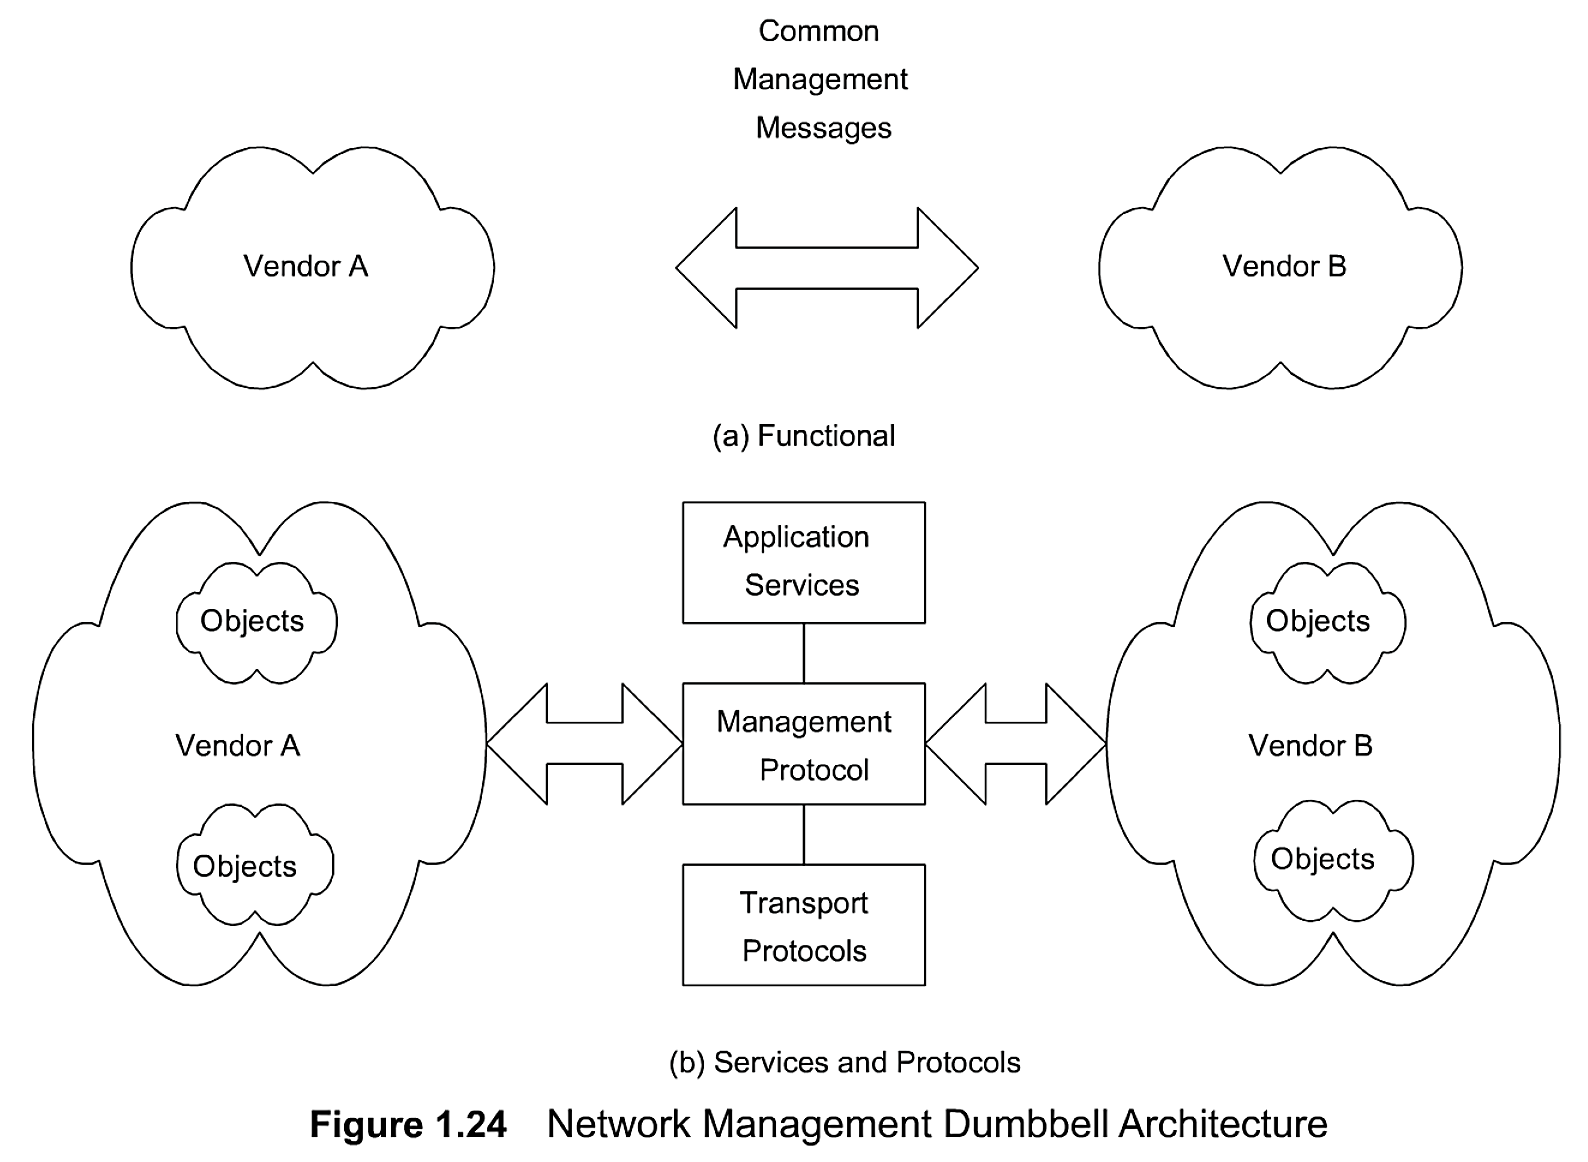 Common
Management
Messages
Vendor A
Vendor B
(a) Functional
Application
Services
Objects
Objects
Management
Protocol
Vendor A
Vendor B
Objects
Objects
Transport
Protocols
(b) Services and Protocols
Figure 1.24 Network Management Dumbbell Architecture